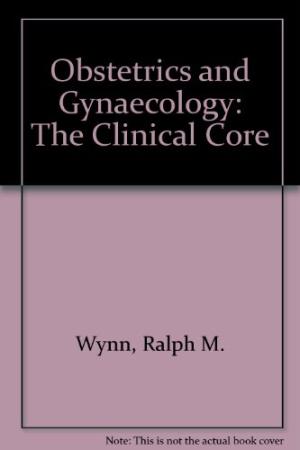 Obstetrics and
Gynaecology:
The Clinical Core
Wynn, Ralph M.
Note: This is not the actual book cover